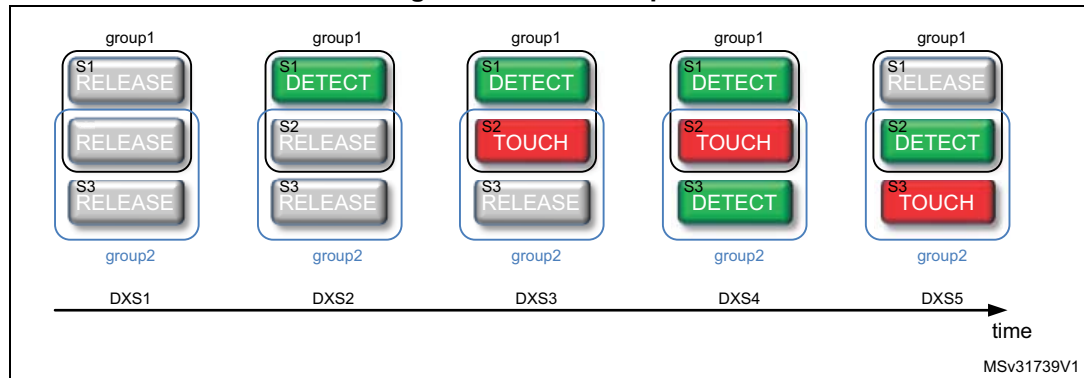 group1 group1 group1 group1 group1
S1 S1 S1 S1 S1
RELEASE DETECT DETECT DETECT RELEASE
S2 S2 S2 S2
RELEASE RELEASE TOUCH TOUCH DETECT
S3 S3 S3 S3 S3
RELEASE RELEASE RELEASE DETECT TOUCH
group2 group2 group2 group2 group2
DXS1 DXS2 DXS3 DXS4 DXS5
time
MSv31739V1